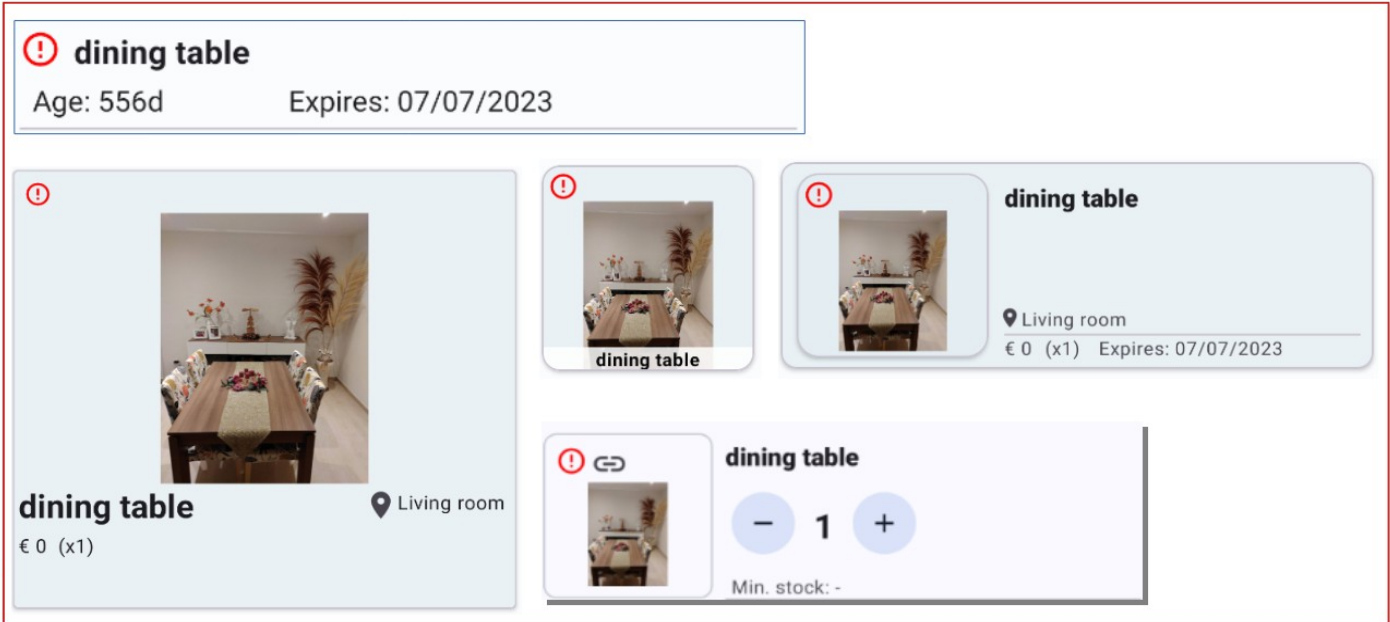 dining table
Age: 556d Expires: 07/07/2023
dining table
Living room
€ 0 (x1)
dining table
dining table
Living room
€ 0 (x1) Expires: 07/07/2023
dining table
− 1 +
Min. stock: -